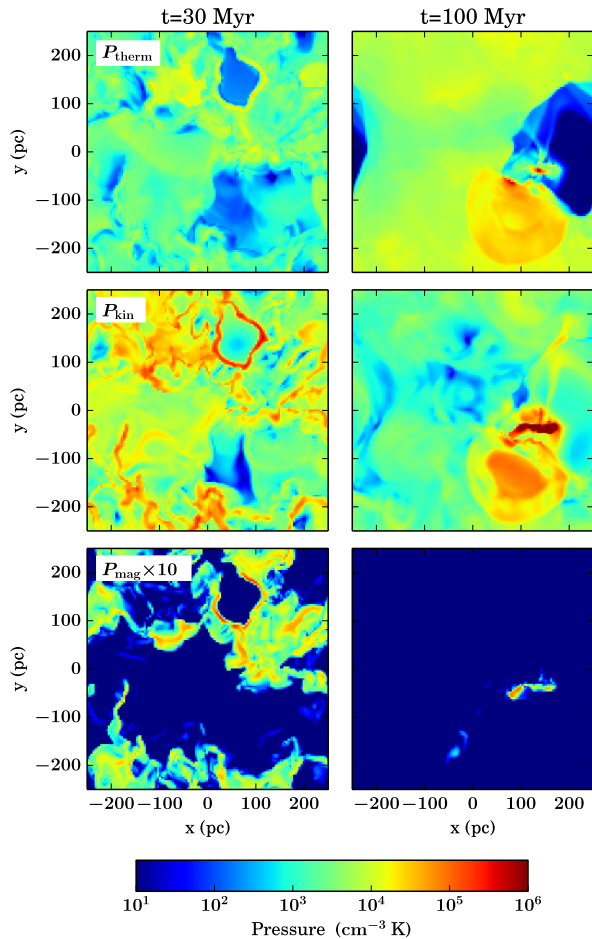 t=30 Myr t=100 Myr
P_therm
200
100
0
−100
−200
y (pc)
P_kin
200
100
0
−100
−200
y (pc)
P_mag×10
200
100
0
−100
−200
y (pc)
−200 −100 0 100 200 −200 −100 0 100 200
x (pc) x (pc)
10^1 10^2 10^3 10^4 10^5 10^6
Pressure (cm^−3 K)